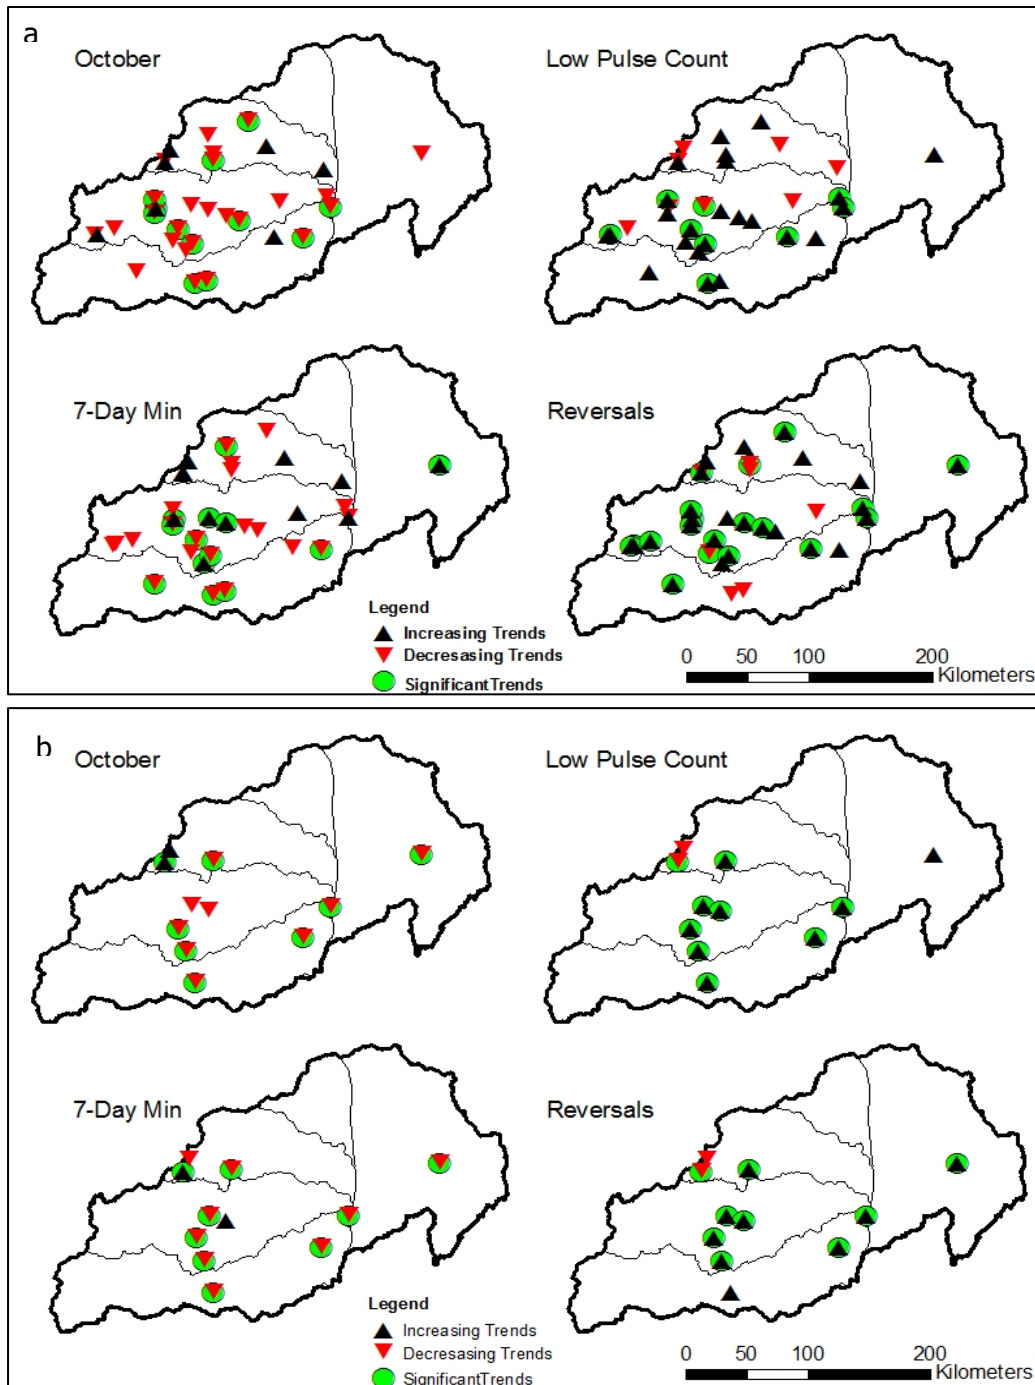 a
October
Low Pulse Count
7-Day Min
Reversals
Legend
Increasing Trends
Decresasing Trends
SignificantTrends
0 50 100 200
Kilometers
b
October
Low Pulse Count
7-Day Min
Reversals
Legend
Increasing Trends
Decresasing Trends
SignificantTrends
0 50 100 200
Kilometers